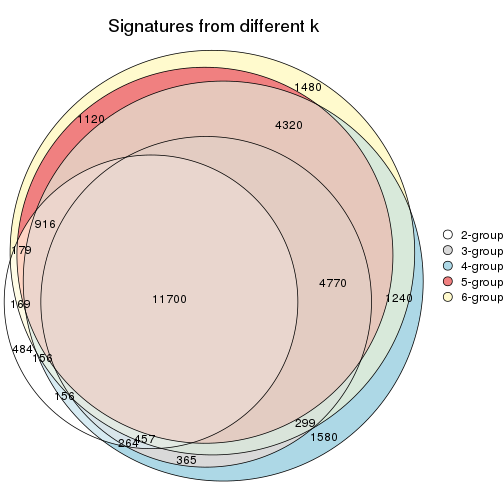 Signatures from different k
1480
1120
4320
916
179
2-group
3-group
4-group
5-group
6-group
4770
11700
1240
169
484
156
156
299
1580
457
264
365